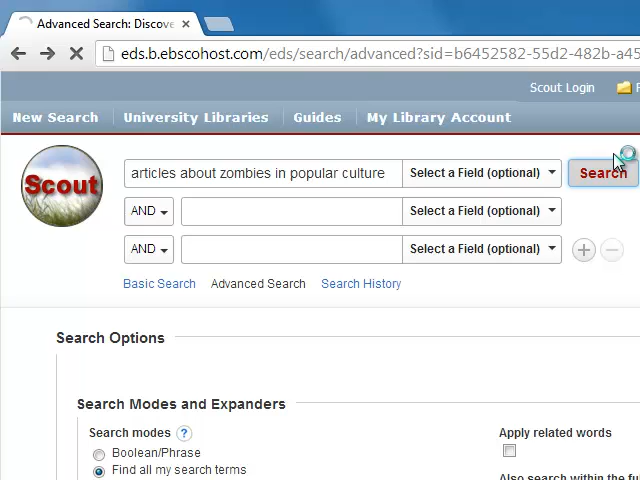 Advanced Search: Discove
eds.b.ebscohost.com/eds/search/advanced?sid=b6452582-55d2-482b-a45
Scout Login
New Search University Libraries Guides My Library Account
Scout
articles about zombies in popular culture Select a Field (optional) Search
AND Select a Field (optional)
AND Select a Field (optional)
Basic Search Advanced Search Search History
Search Options
Search Modes and Expanders
Search modes ? Apply related words
Boolean/Phrase
Find all my search terms
Also search within the fu